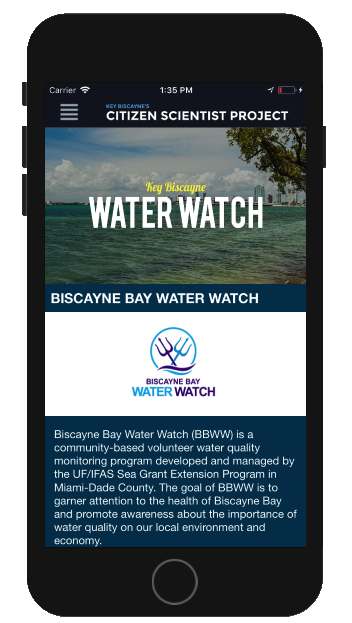 Carrier 1:35 PM
KEY BISCAYNE'S
CITIZEN SCIENTIST PROJECT
Key Biscayne
WATER WATCH
BISCAYNE BAY WATER WATCH
BISCAYNE BAY
WATER WATCH
Biscayne Bay Water Watch (BBWW) is a
community-based volunteer water quality
monitoring program developed and managed by
the UF/IFAS Sea Grant Extension Program in
Miami-Dade County. The goal of BBWW is to
garner attention to the health of Biscayne Bay
and promote awareness about the importance of
water quality on our local environment and
economy.